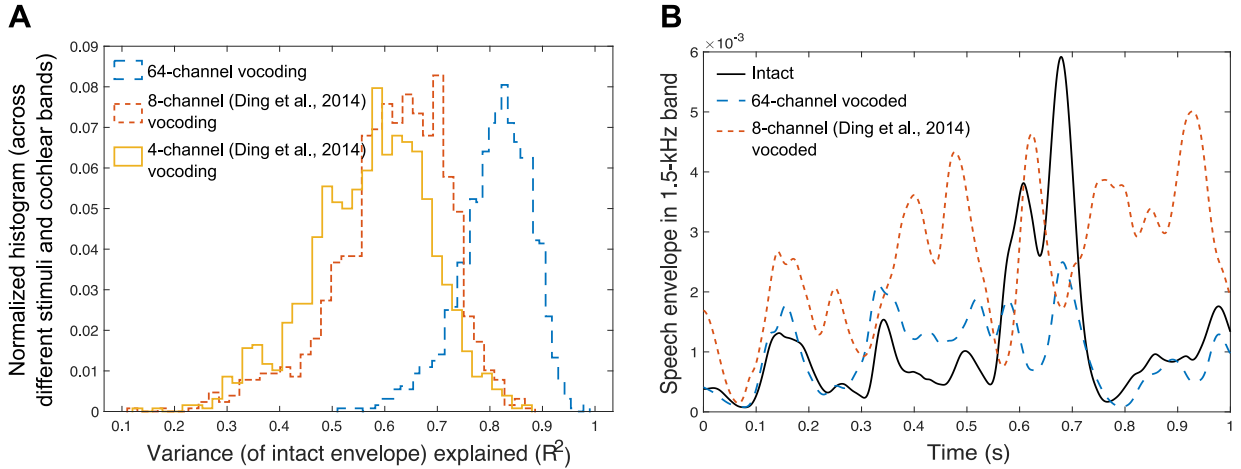 A
Normalized histogram (across
different stimuli and cochlear bands)
0.09
0.08
0.07
0.06
0.05
0.04
0.03
0.02
0.01
0
64-channel vocoding
8-channel (Ding et al., 2014)
vocoding
4-channel (Ding et al., 2014)
vocoding
0.1 0.2 0.3 0.4 0.5 0.6 0.7 0.8 0.9 1
Variance (of intact envelope) explained (R²)
B
Speech envelope in 1.5-kHz band
×10⁻³
6
5
4
3
2
1
0
Intact
64-channel vocoded
8-channel (Ding et al., 2014)
vocoded
0 0.1 0.2 0.3 0.4 0.5 0.6 0.7 0.8 0.9 1
Time (s)